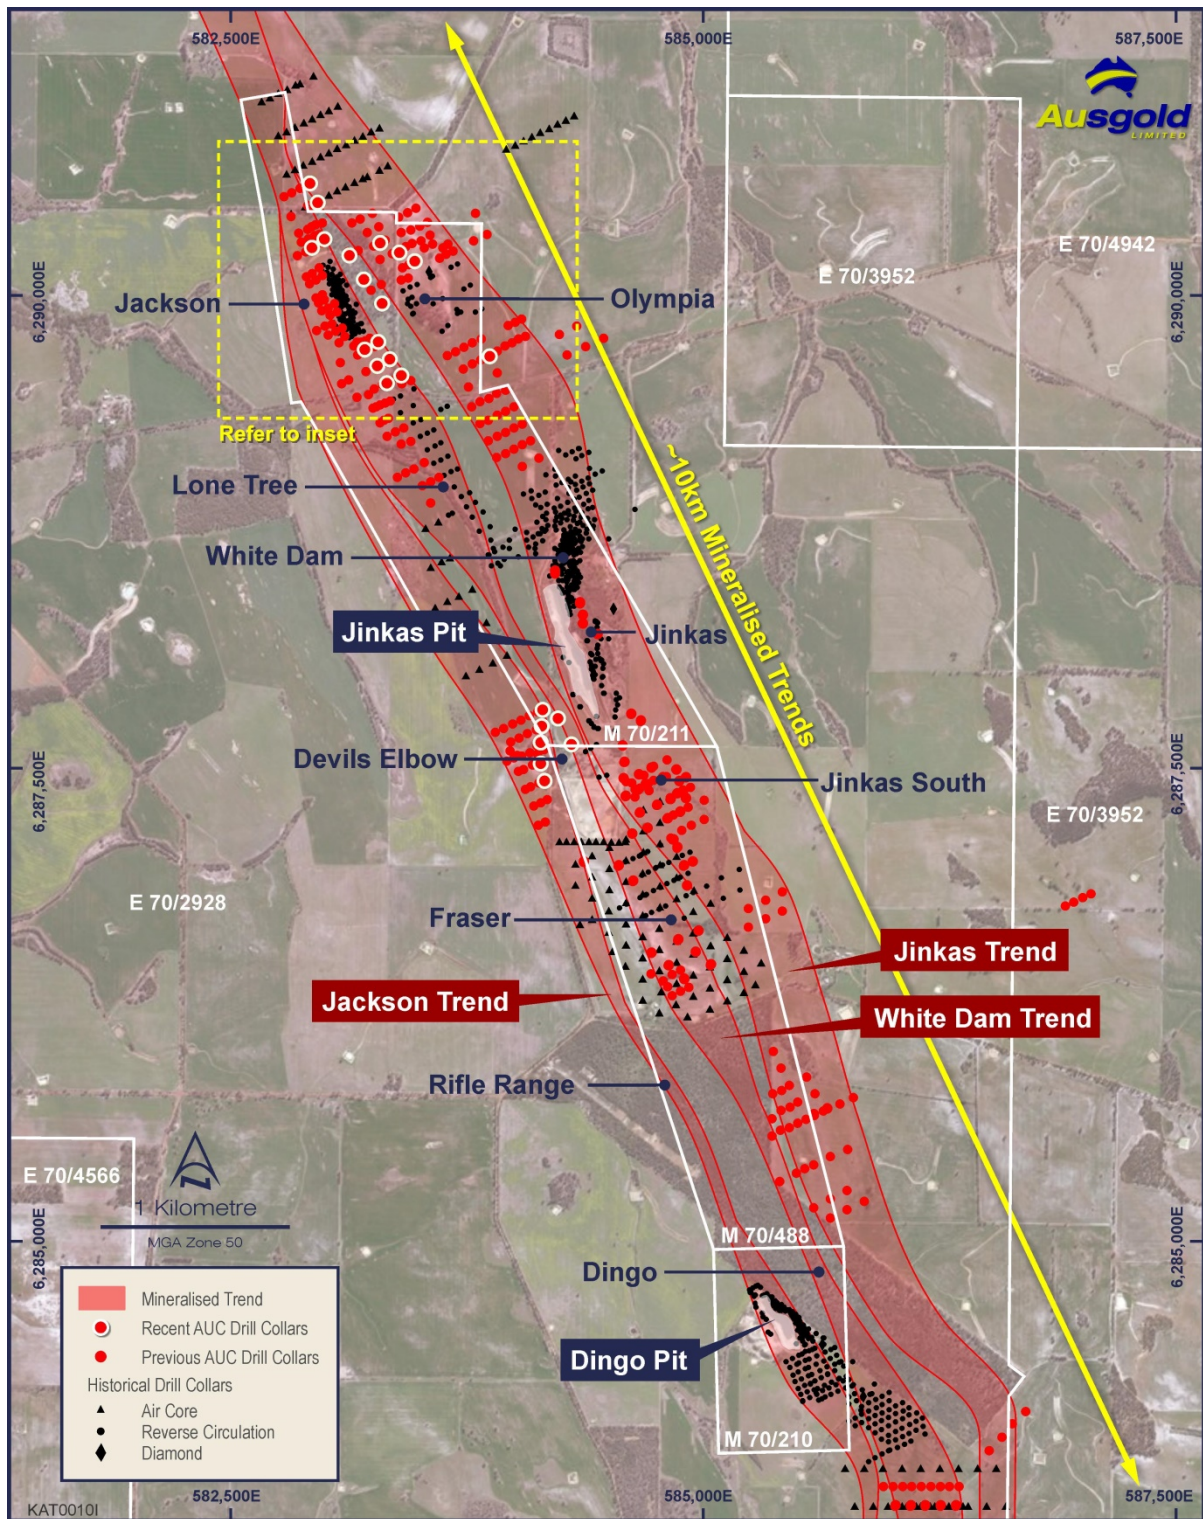 582,500E
585,000E
587,500E
Ausgold
LIMITED
E 70/4942
E 70/3952
6,290,000E
6,290,000E
Jackson
Olympia
Refer to inset
~10km Mineralised Trends
Lone Tree
White Dam
Jinkas Pit
Jinkas
M 70/211
Devils Elbow
Jinkas South
6,287,500E
6,287,500E
E 70/3952
E 70/2928
Fraser
Jinkas Trend
Jackson Trend
White Dam Trend
Rifle Range
E 70/4566
1 Kilometre
MGA Zone 50
M 70/488
6,285,000E
6,285,000E
Dingo
Dingo Pit
M 70/210
Mineralised Trend
Recent AUC Drill Collars
Previous AUC Drill Collars
Historical Drill Collars
Air Core
Reverse Circulation
Diamond
KAT0010I
582,500E
585,000E
587,500E